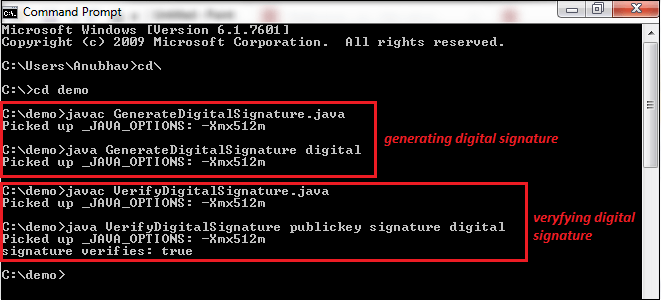 Command Prompt
Microsoft Windows [Version 6.1.7601]
Copyright (c) 2009 Microsoft Corporation.  All rights reserved.
C:\Users\Anubhav>cd\
C:\>cd demo
C:\demo>javac GenerateDigitalSignature.java
Picked up _JAVA_OPTIONS: -Xmx512m
C:\demo>java GenerateDigitalSignature digital
Picked up _JAVA_OPTIONS: -Xmx512m
generating digital signature
C:\demo>javac VerifyDigitalSignature.java
Picked up _JAVA_OPTIONS: -Xmx512m
C:\demo>java VerifyDigitalSignature publickey signature digital
Picked up _JAVA_OPTIONS: -Xmx512m
signature verifies: true
veryfying digital
signature
C:\demo>